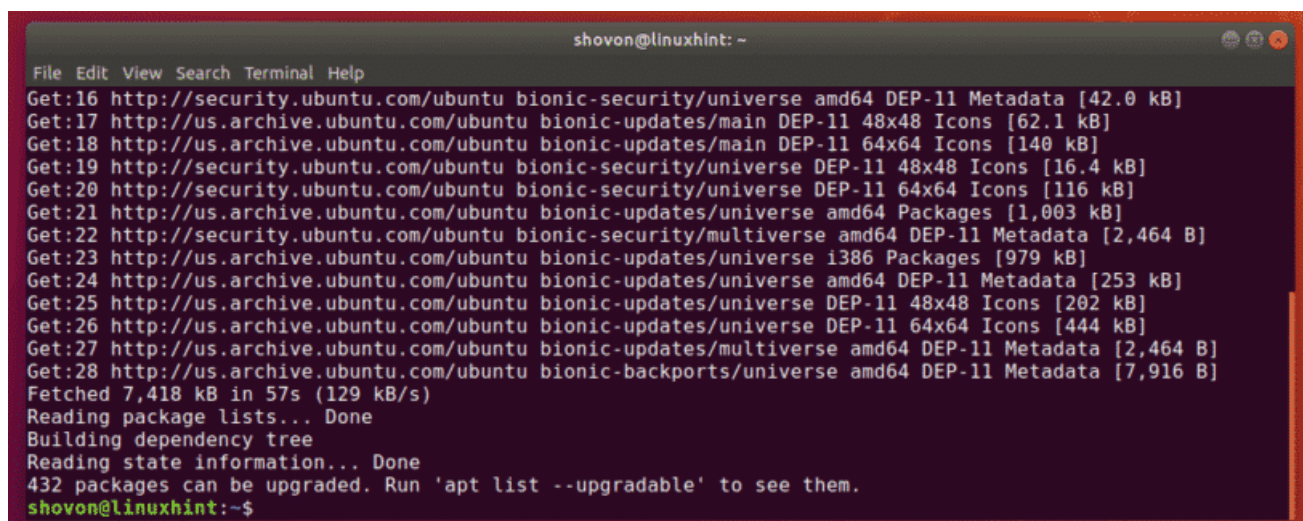 shovon@linuxhint: ~
File Edit View Search Terminal Help
Get:16 http://security.ubuntu.com/ubuntu bionic-security/universe amd64 DEP-11 Metadata [42.0 kB]
Get:17 http://us.archive.ubuntu.com/ubuntu bionic-updates/main DEP-11 48x48 Icons [62.1 kB]
Get:18 http://us.archive.ubuntu.com/ubuntu bionic-updates/main DEP-11 64x64 Icons [140 kB]
Get:19 http://security.ubuntu.com/ubuntu bionic-security/universe DEP-11 48x48 Icons [16.4 kB]
Get:20 http://security.ubuntu.com/ubuntu bionic-security/universe DEP-11 64x64 Icons [116 kB]
Get:21 http://us.archive.ubuntu.com/ubuntu bionic-updates/universe amd64 Packages [1,003 kB]
Get:22 http://security.ubuntu.com/ubuntu bionic-security/multiverse amd64 DEP-11 Metadata [2,464 B]
Get:23 http://us.archive.ubuntu.com/ubuntu bionic-updates/universe i386 Packages [979 kB]
Get:24 http://us.archive.ubuntu.com/ubuntu bionic-updates/universe amd64 DEP-11 Metadata [253 kB]
Get:25 http://us.archive.ubuntu.com/ubuntu bionic-updates/universe DEP-11 48x48 Icons [202 kB]
Get:26 http://us.archive.ubuntu.com/ubuntu bionic-updates/universe DEP-11 64x64 Icons [444 kB]
Get:27 http://us.archive.ubuntu.com/ubuntu bionic-updates/multiverse amd64 DEP-11 Metadata [2,464 B]
Get:28 http://us.archive.ubuntu.com/ubuntu bionic-backports/universe amd64 DEP-11 Metadata [7,916 B]
Fetched 7,418 kB in 57s (129 kB/s)
Reading package lists... Done
Building dependency tree
Reading state information... Done
432 packages can be upgraded. Run 'apt list --upgradable' to see them.
shovon@linuxhint:~$